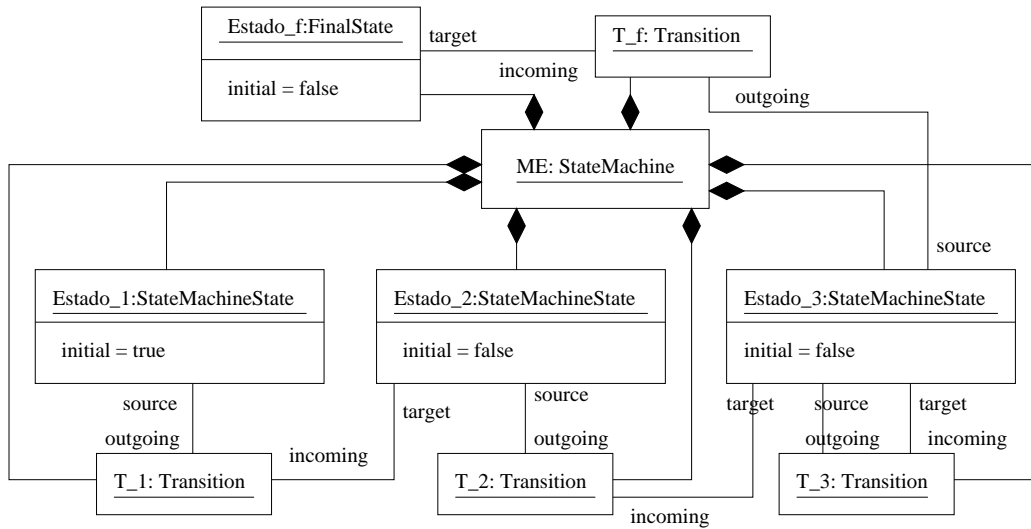 Estado_f:FinalState
target
T_f: Transition
initial = false
incoming
outgoing
ME: StateMachine
source
Estado_1:StateMachineState
Estado_2:StateMachineState
Estado_3:StateMachineState
initial = true
initial = false
initial = false
source
target
source
target
source
target
outgoing
incoming
outgoing
outgoing
incoming
T_1: Transition
T_2: Transition
T_3: Transition
incoming